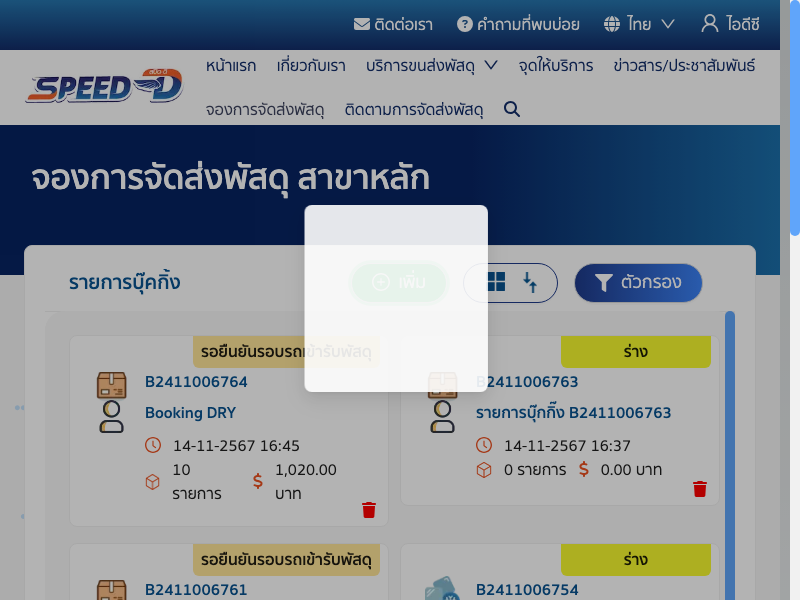 ติดต่อเรา
คำถามที่พบบ่อย
ไทย
ไอดีซี
สปีด ดี
SPEED D
หน้าแรก
เกี่ยวกับเรา
บริการขนส่งพัสดุ
จุดให้บริการ
ข่าวสาร/ประชาสัมพันธ์
จองการจัดส่งพัสดุ
ติดตามการจัดส่งพัสดุ
จองการจัดส่งพัสดุ สาขาหลัก
รายการบุ๊คกิ้ง
เพิ่ม
ตัวกรอง
รอยืนยันรอบรถเข้ารับพัสดุ
B2411006764
Booking DRY
14-11-2567 16:45
10 รายการ
1,020.00 บาท
ร่าง
B2411006763
รายการบุ๊กกิ๊ง B2411006763
14-11-2567 16:37
0 รายการ
0.00 บาท
รอยืนยันรอบรถเข้ารับพัสดุ
B2411006761
ร่าง
B2411006754